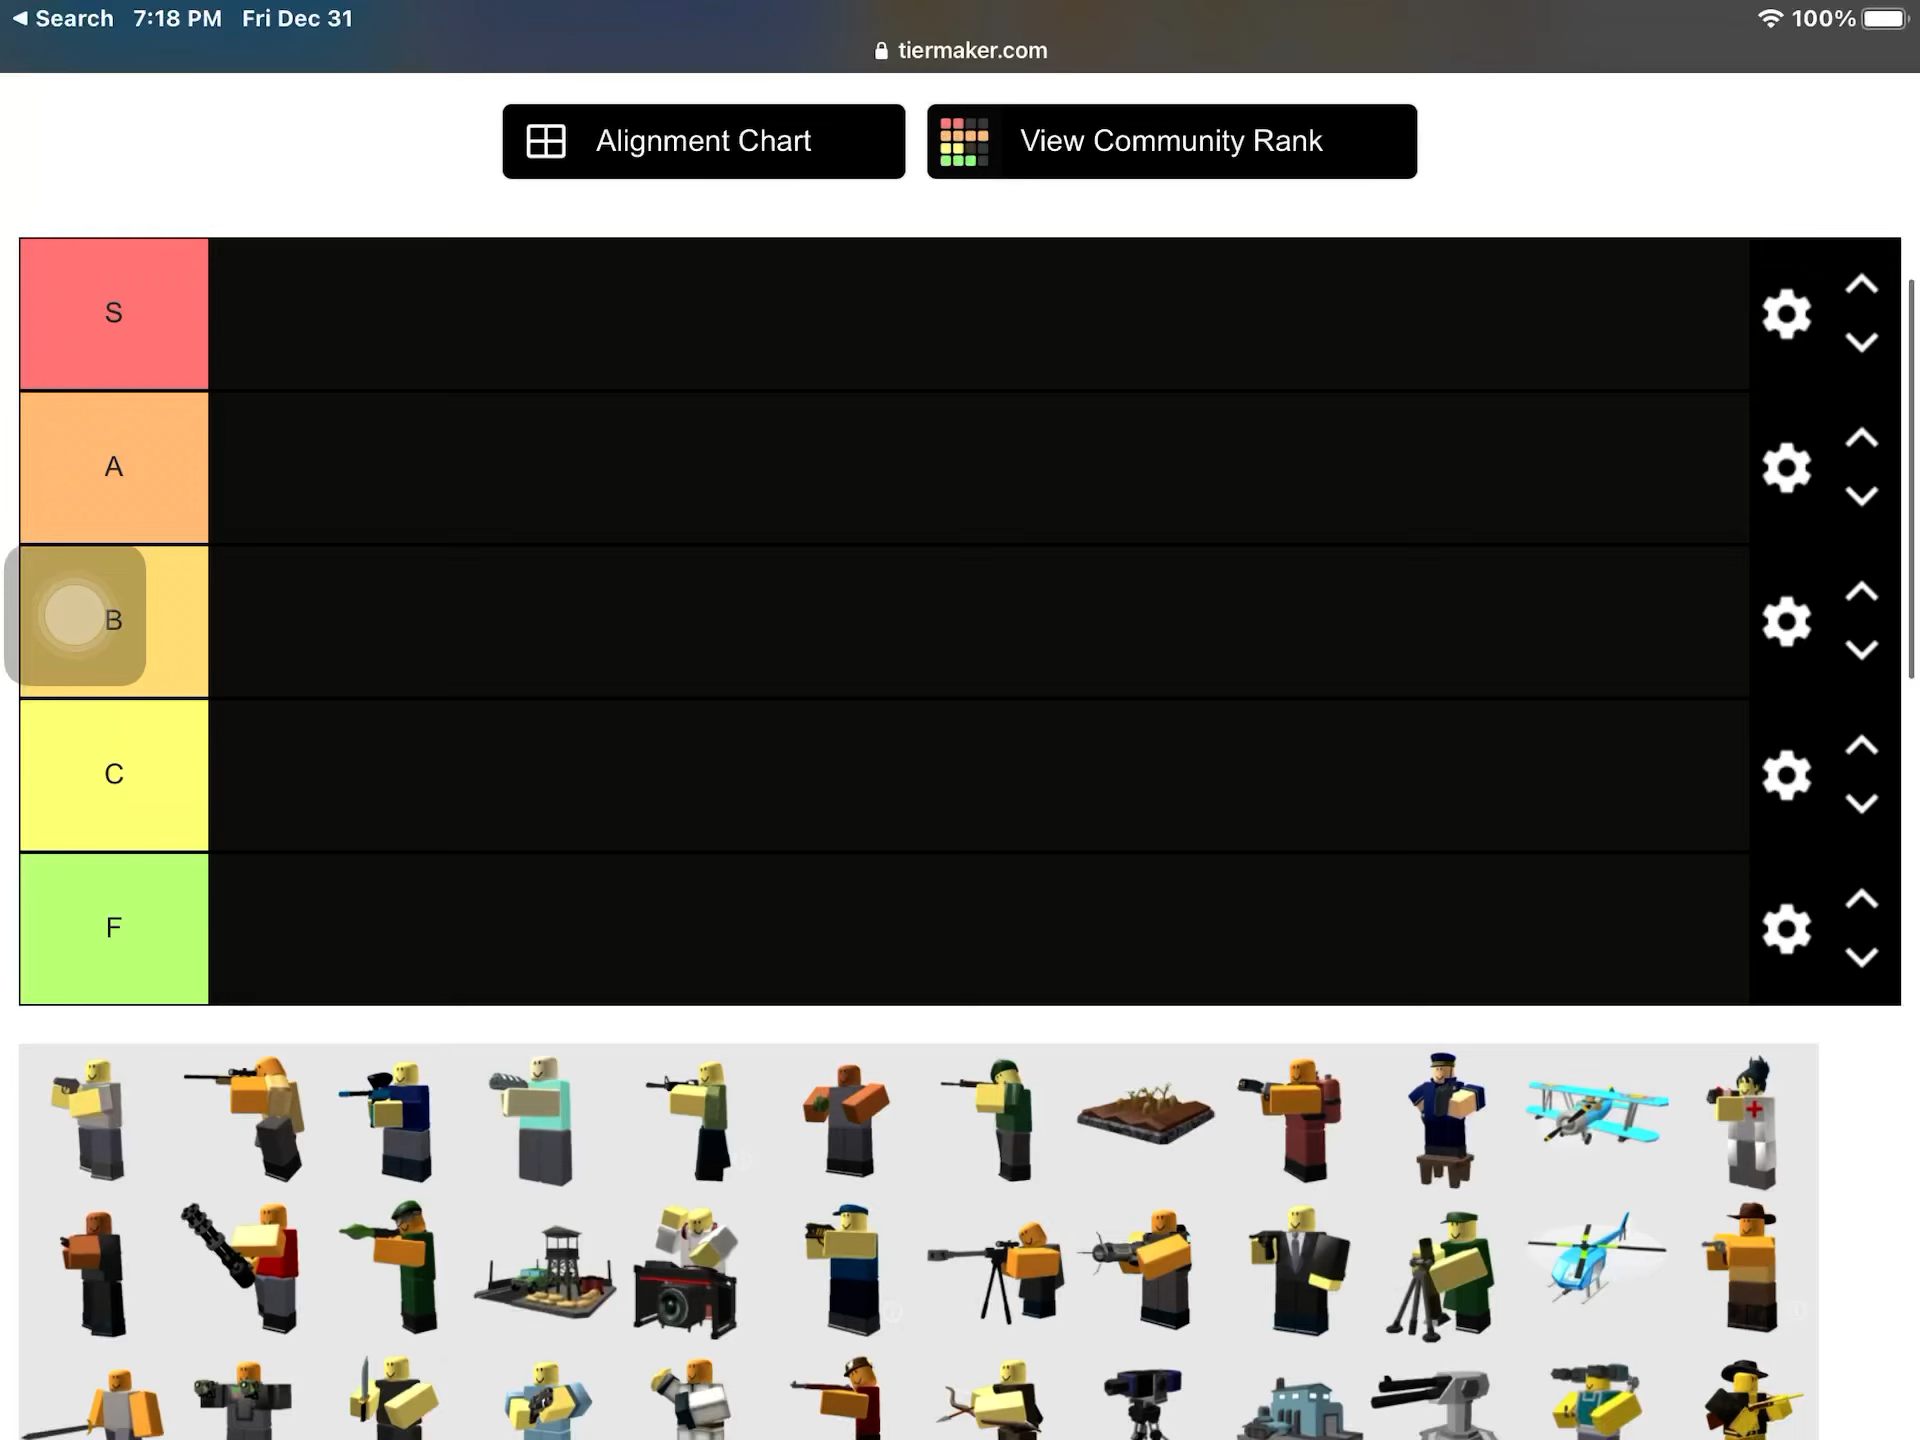 Search 7:18 PM Fri Dec 31
100%
tiermaker.com
Alignment Chart
View Community Rank
S
A
B
C
F